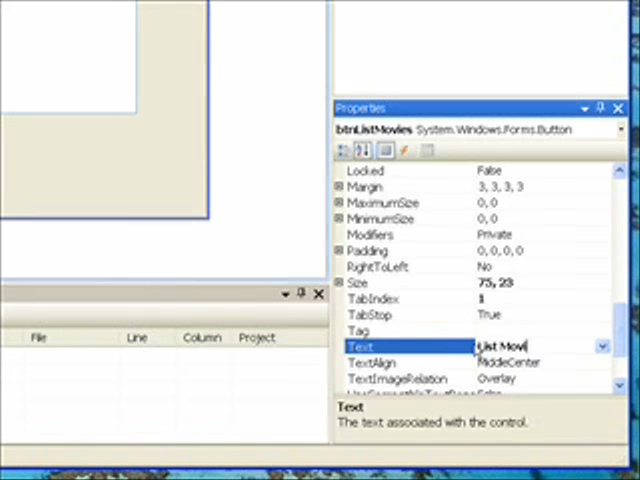 Properties
btnListMovies System.Windows.Forms.Button
Locked False
Margin 3, 3, 3, 3
MaximumSize 0, 0
MinimumSize 0, 0
Modifiers Private
Padding 0, 0, 0, 0
RightToLeft No
Size 75, 23
TabIndex 1
TabStop True
Tag
Text List Movi
TextAlign MiddleCenter
TextImageRelation Overlay
Text
The text associated with the control.
File Line Column Project